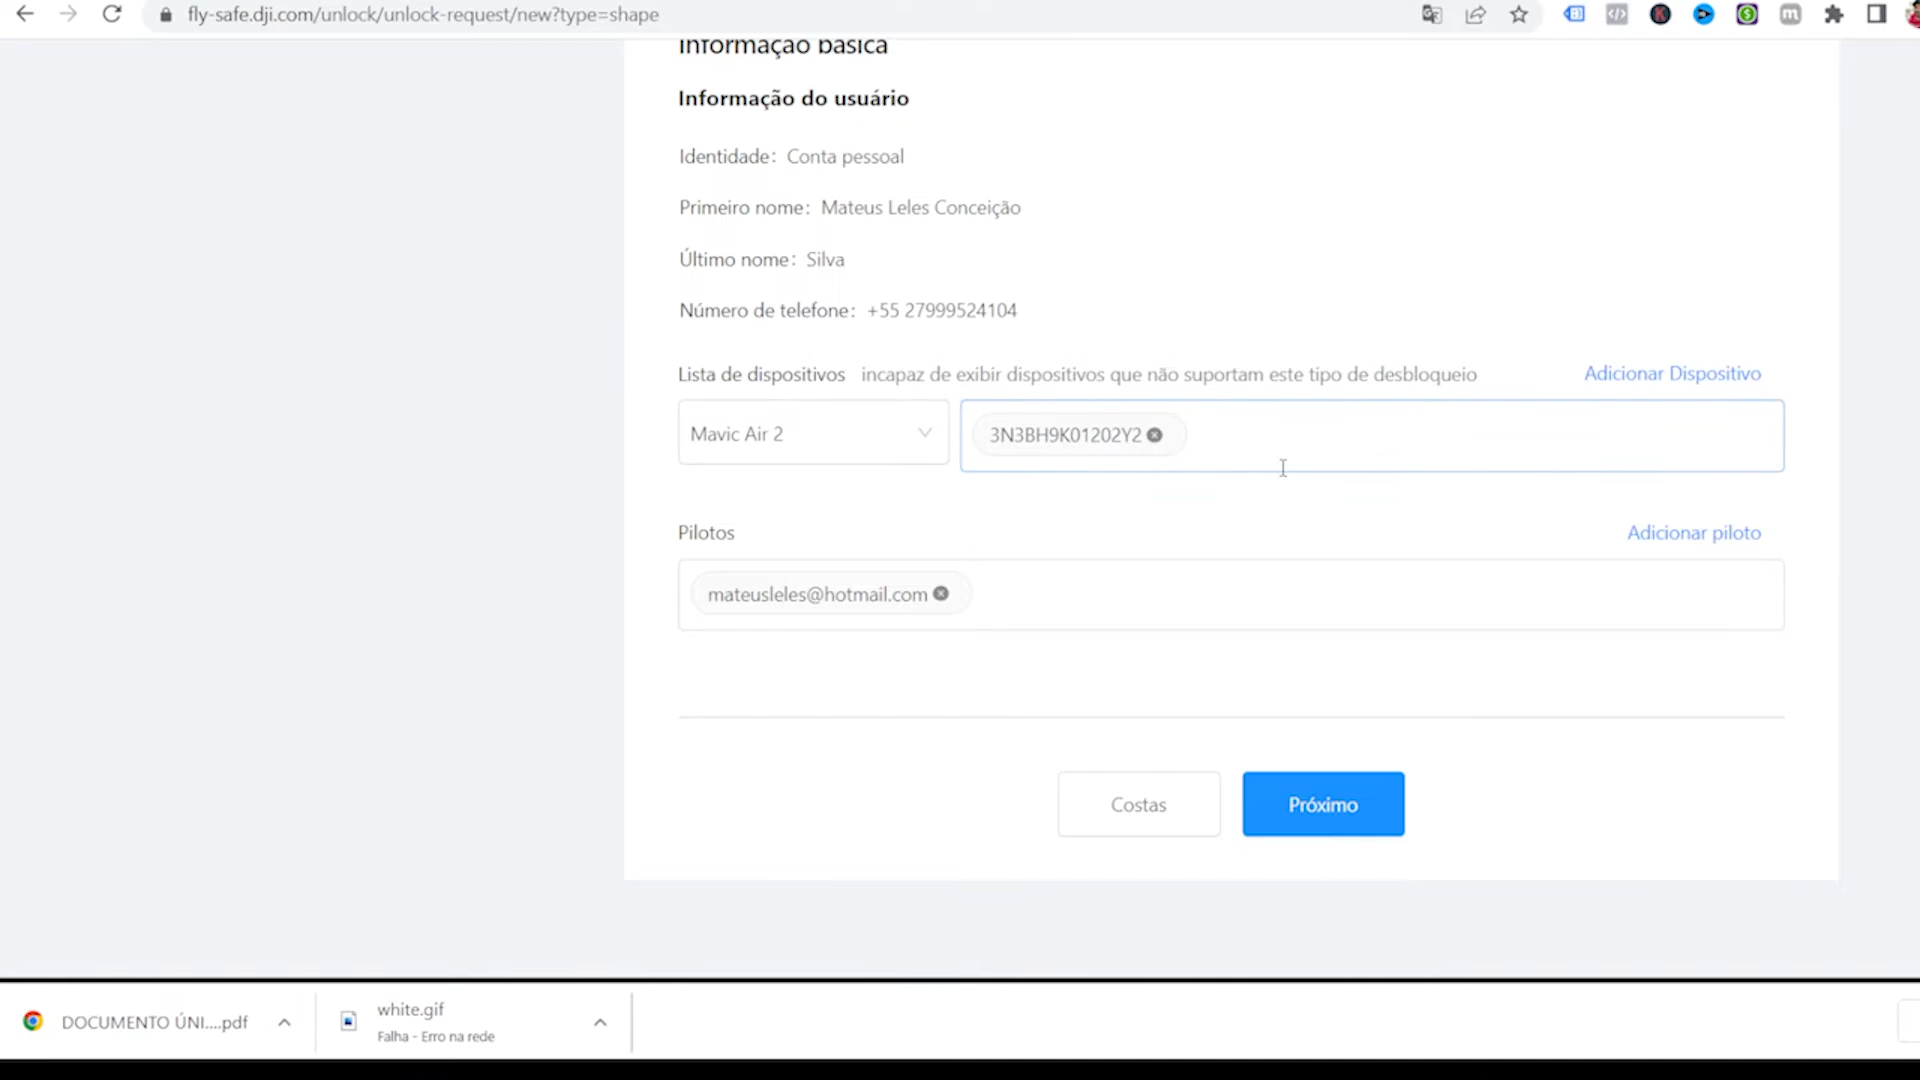 fly-safe.dji.com/unlock/unlock-request/new?type=shape
Informação básica
Informação do usuário
Identidade: Conta pessoal
Primeiro nome: Mateus Leles Conceição
Último nome: Silva
Número de telefone: +55 27999524104
Lista de dispositivos incapaz de exibir dispositivos que não suportam este tipo de desbloqueio Adicionar Dispositivo
Mavic Air 2 3N3BH9K01202Y2
Pilotos Adicionar piloto
mateusleles@hotmail.com
Costas Próximo
DOCUMENTO ÚNI....pdf
white.gif
Falha - Erro na rede